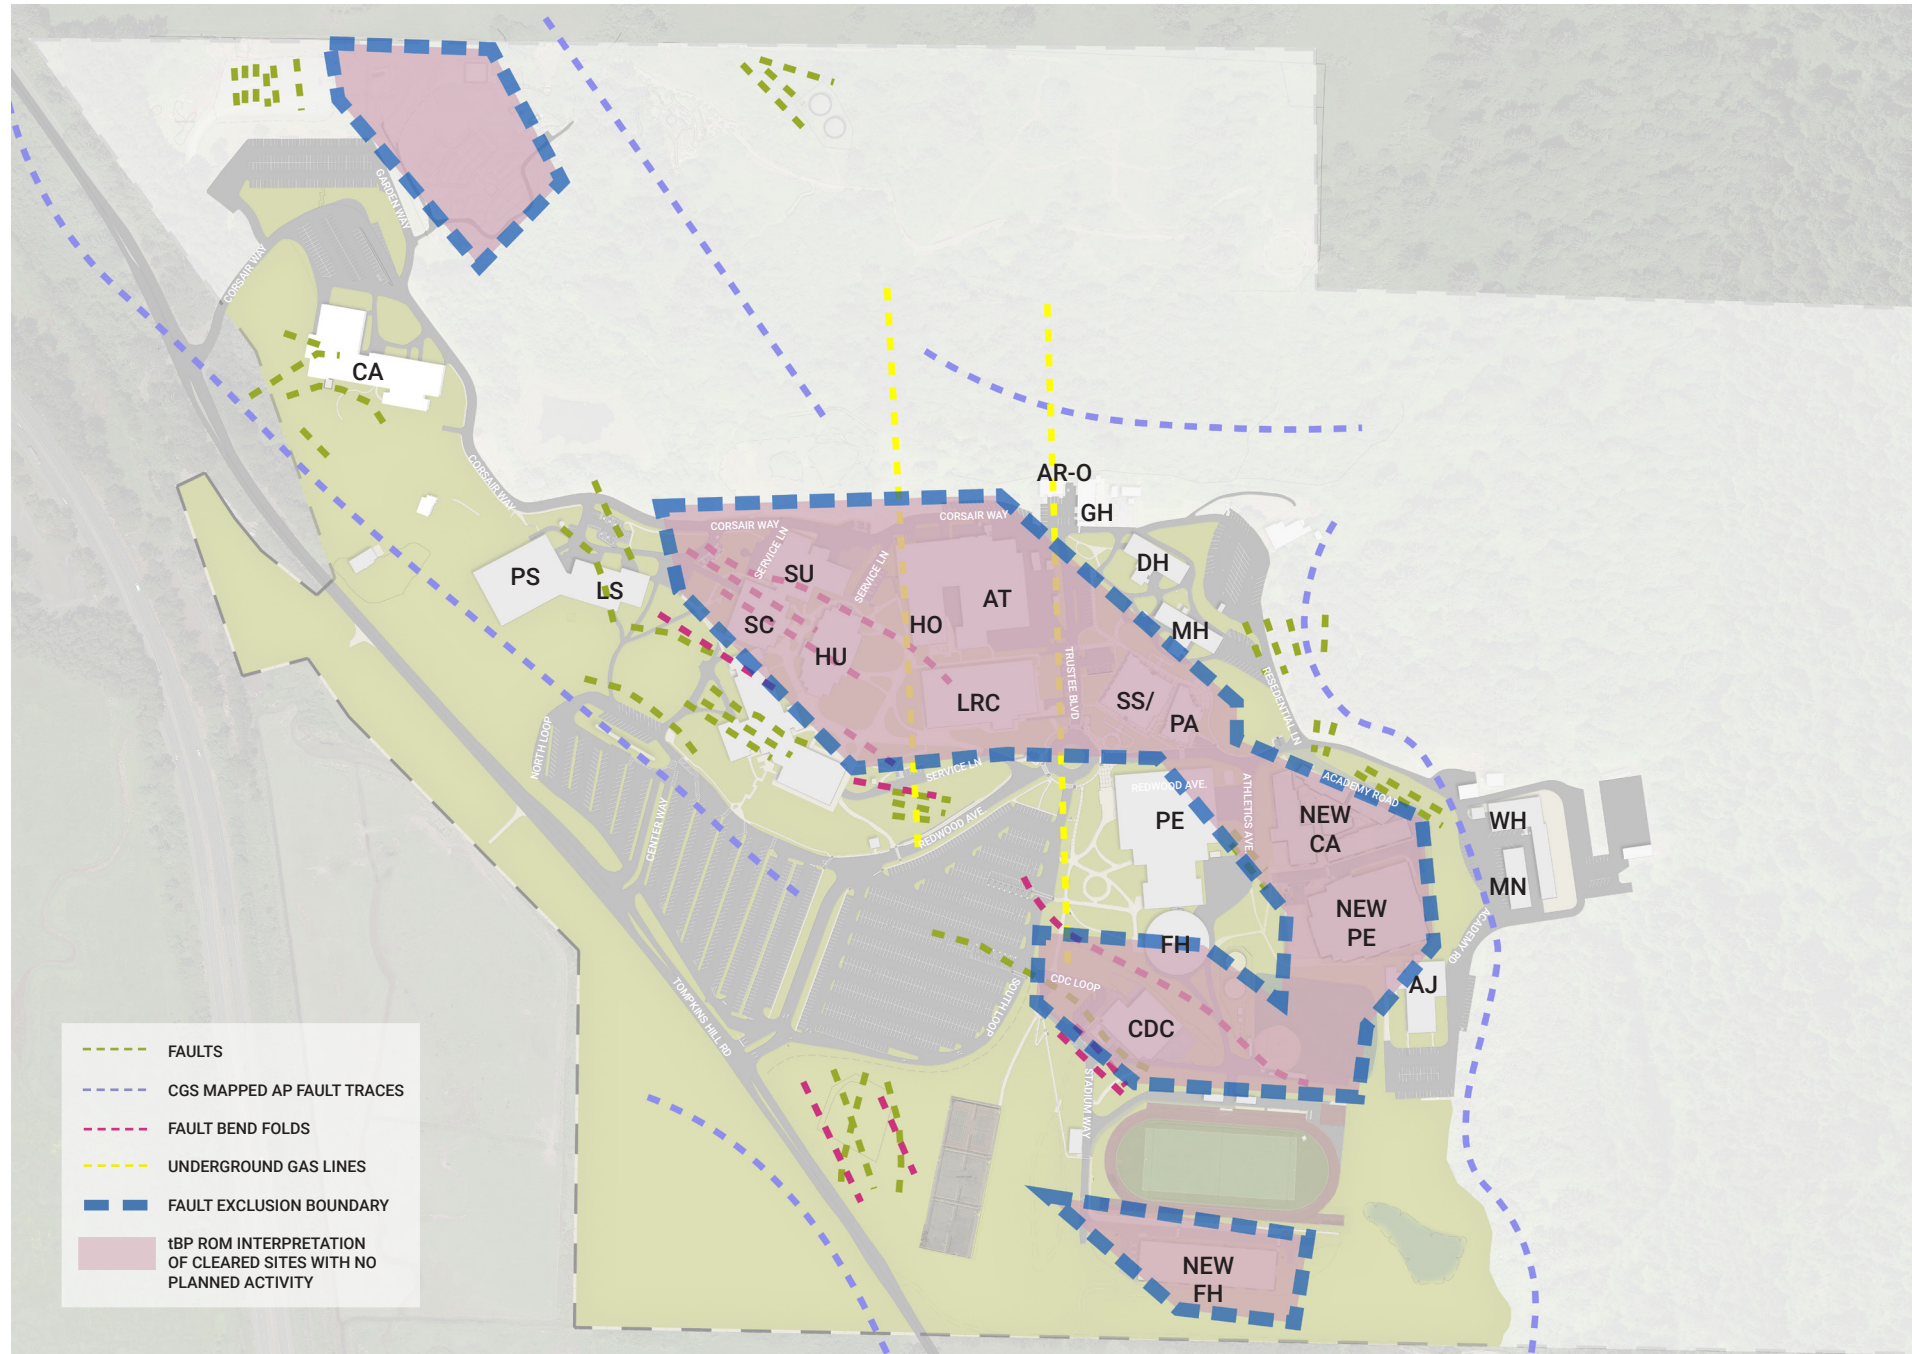 GARDEN WAY
CORSAIR WAY
CA
CORSAIR WAY
AR-O
GH
CORSAIR WAY
CORSAIR WAY
SERVICE LN
SERVICE LN
DH
PS
LS
SU
AT
SC
HO
MH
HU
TRUSTEE BLVD
RESEDENTIAL LN
LRC
SS/
PA
NORTH LOOP
SERVICE LN
REDWOOD AVE.
ATHLETICS AVE
ACADEMY ROAD
CENTER WAY
REDWOOD AVE
PE
NEW
CA
WH
MN
NEW
PE
ACADEMY RD
FH
CDC LOOP
SOUTH LOOP
AJ
TOMPKINS HILL RD
CDC
STADIUM WAY
NEW
FH
FAULTS
CGS MAPPED AP FAULT TRACES
FAULT BEND FOLDS
UNDERGROUND GAS LINES
FAULT EXCLUSION BOUNDARY
tBP ROM INTERPRETATION
OF CLEARED SITES WITH NO
PLANNED ACTIVITY